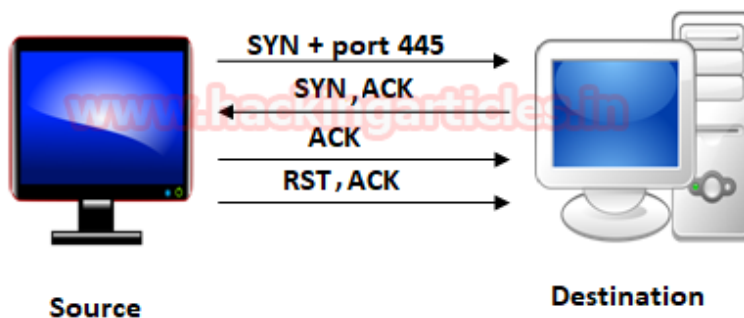 SYN + port 445
SYN, ACK
www.hackingarticles.in
ACK
RST, ACK
Source
Destination